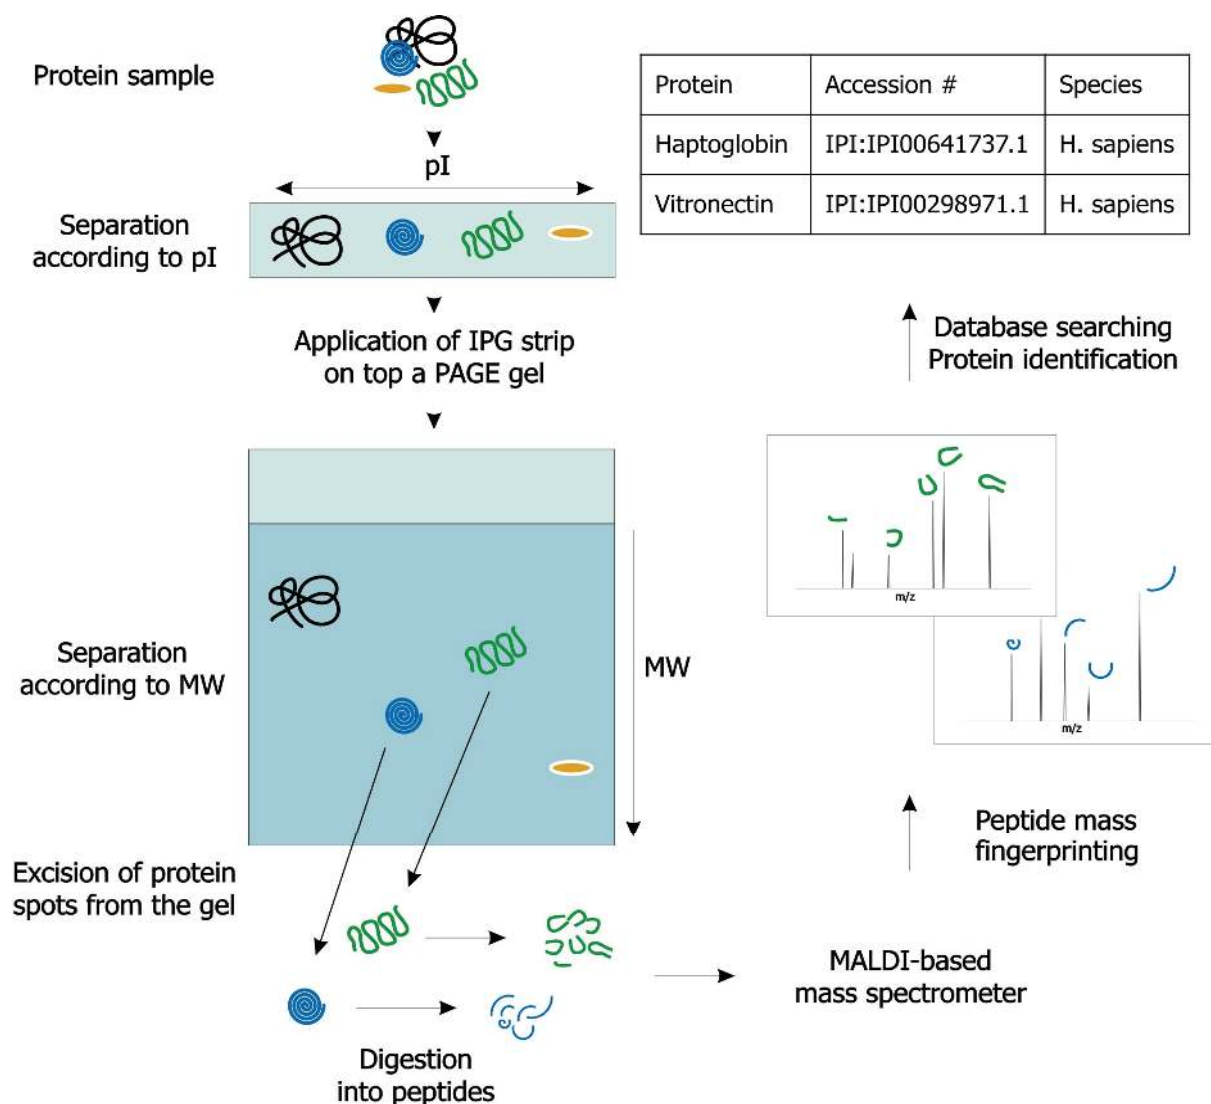 Protein sample
pI
Separation
according to pI
Application of IPG strip
on top a PAGE gel
Separation
according to MW
MW
Excision of protein
spots from the gel
Digestion
into peptides
MALDI-based
mass spectrometer
Peptide mass
fingerprinting
m/z
m/z
Database searching
Protein identification
Protein Accession # Species
Haptoglobin IPI:IPI00641737.1 H. sapiens
Vitronectin IPI:IPI00298971.1 H. sapiens